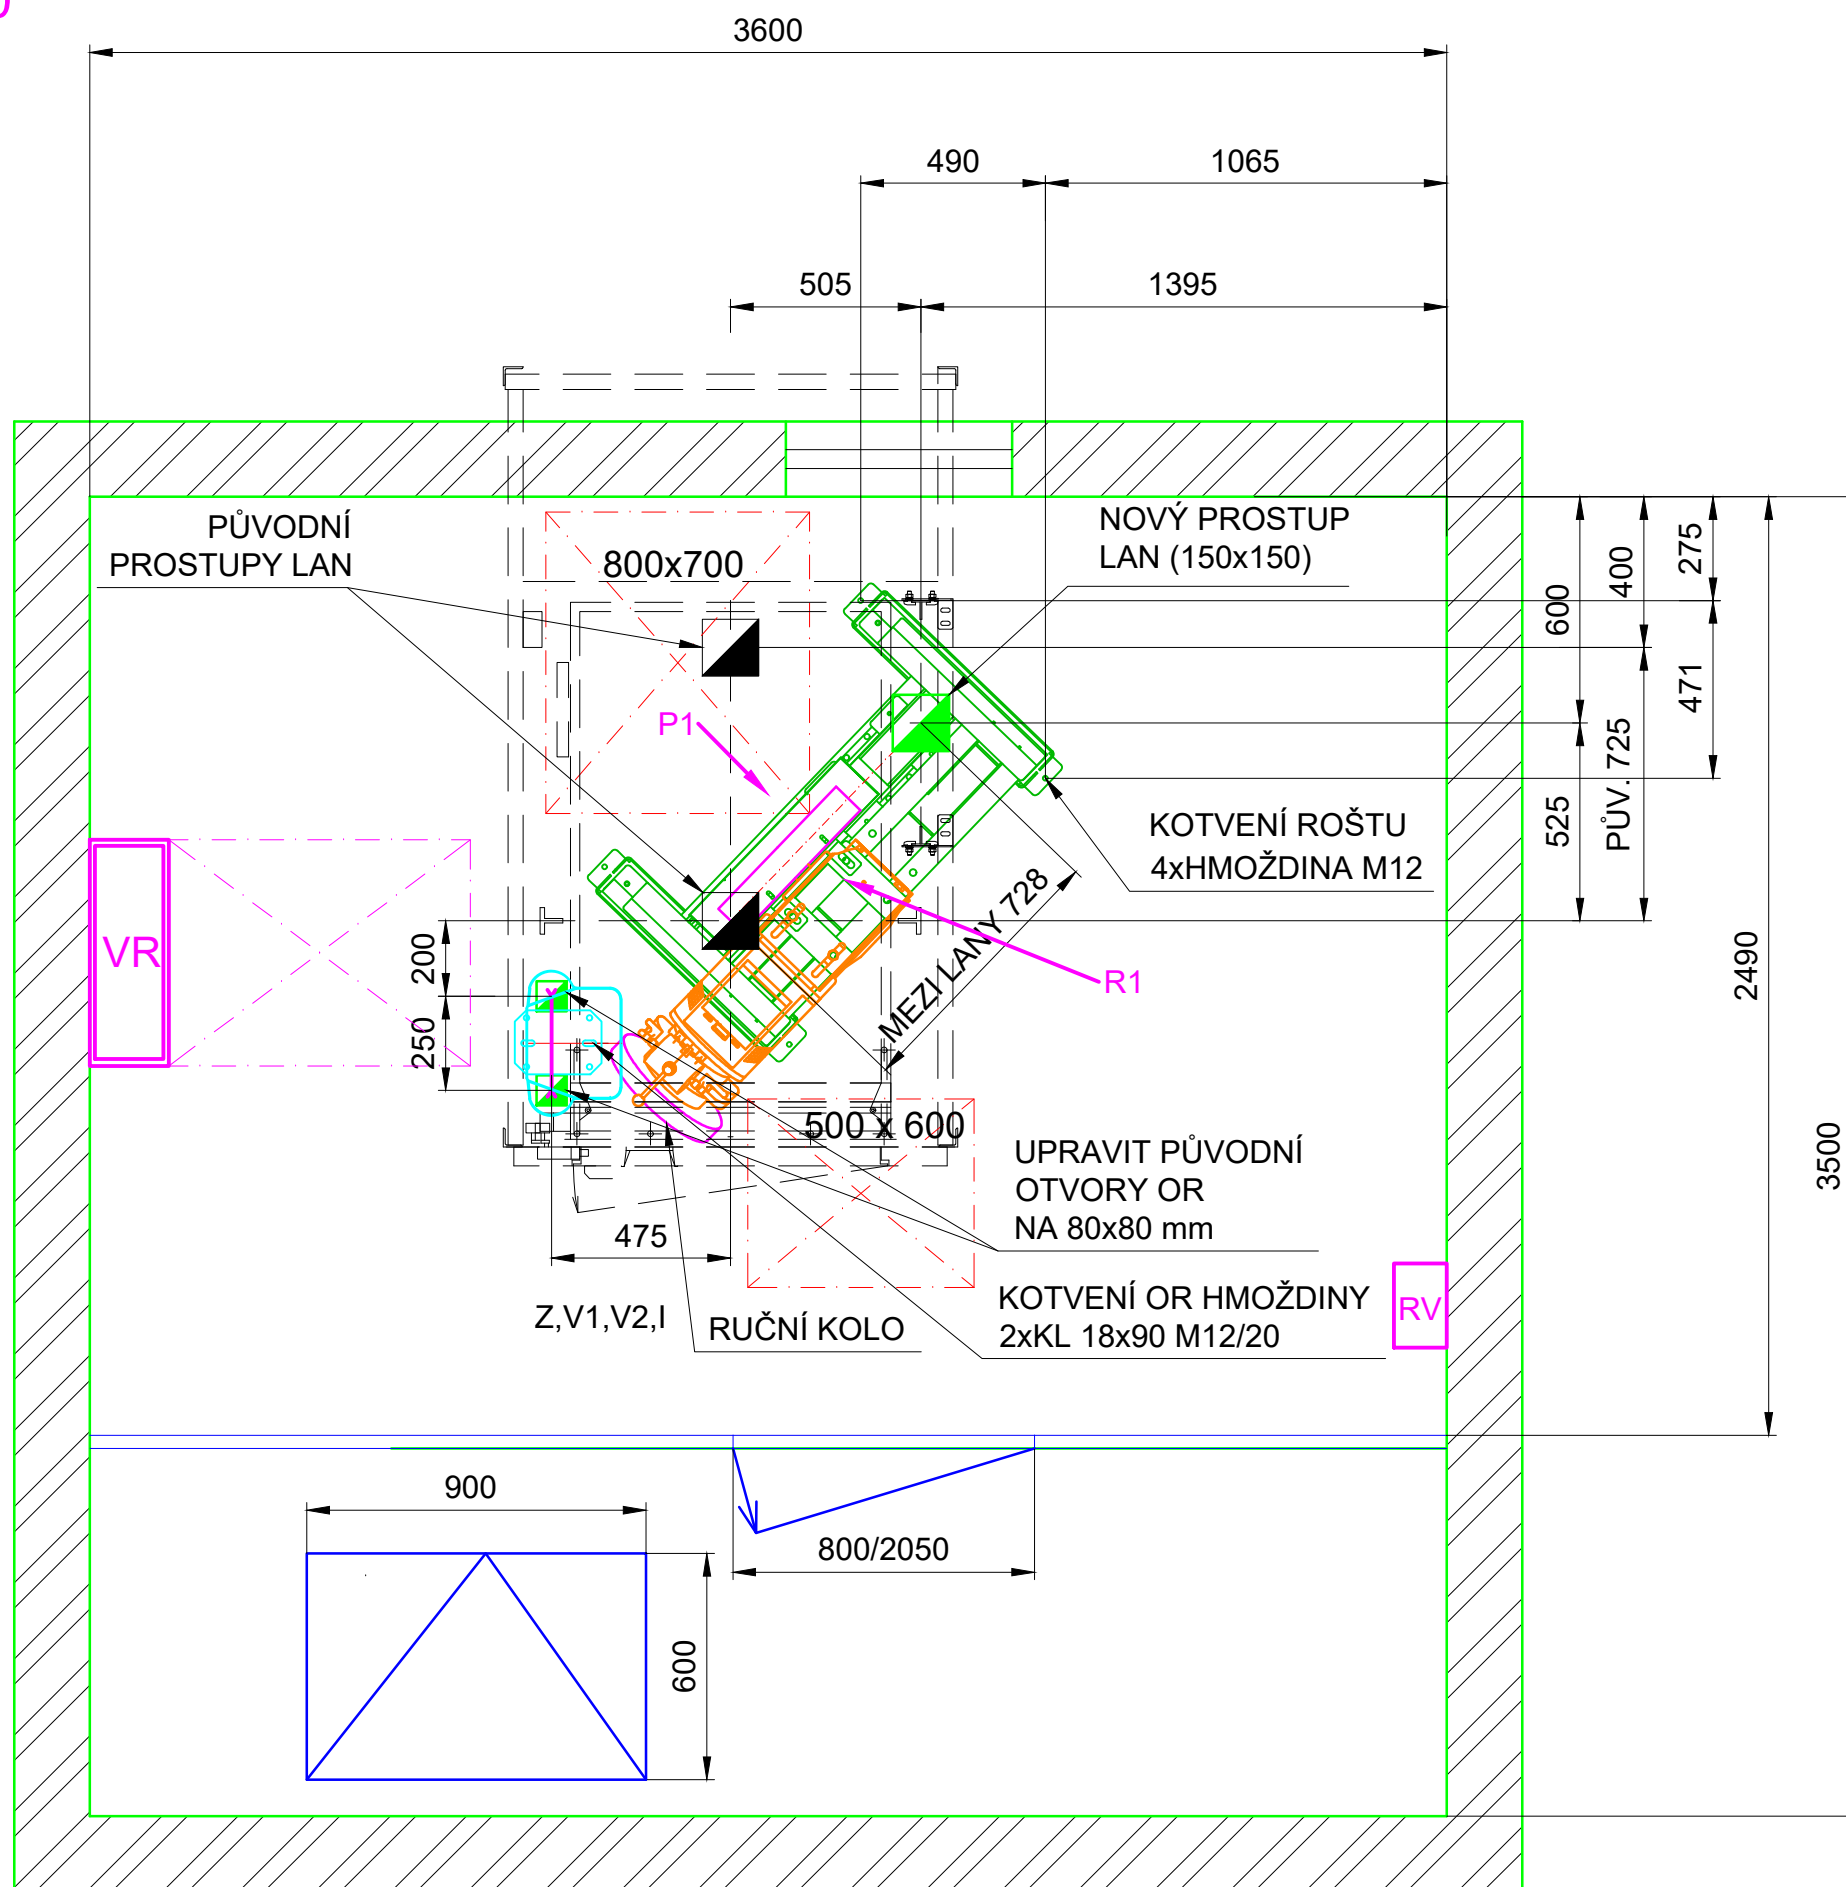 3600
490
1065
505
1395
PŮVODNÍ
PROSTUPY LAN
800x700
NOVÝ PROSTUP
LAN (150x150)
275
400
600
471
P1
PŮV. 725
525
KOTVENÍ ROŠTU
4xHMOŽDINA M12
MEZI LANY 728
VR
200
R1
2490
250
500 x 600
UPRAVIT PŮVODNÍ
OTVORY OR
NA 80x80 mm
3500
475
KOTVENÍ OR HMOŽDINY
2xKL 18x90 M12/20
Z,V1,V2,I
RUČNÍ KOLO
RV
900
800/2050
600